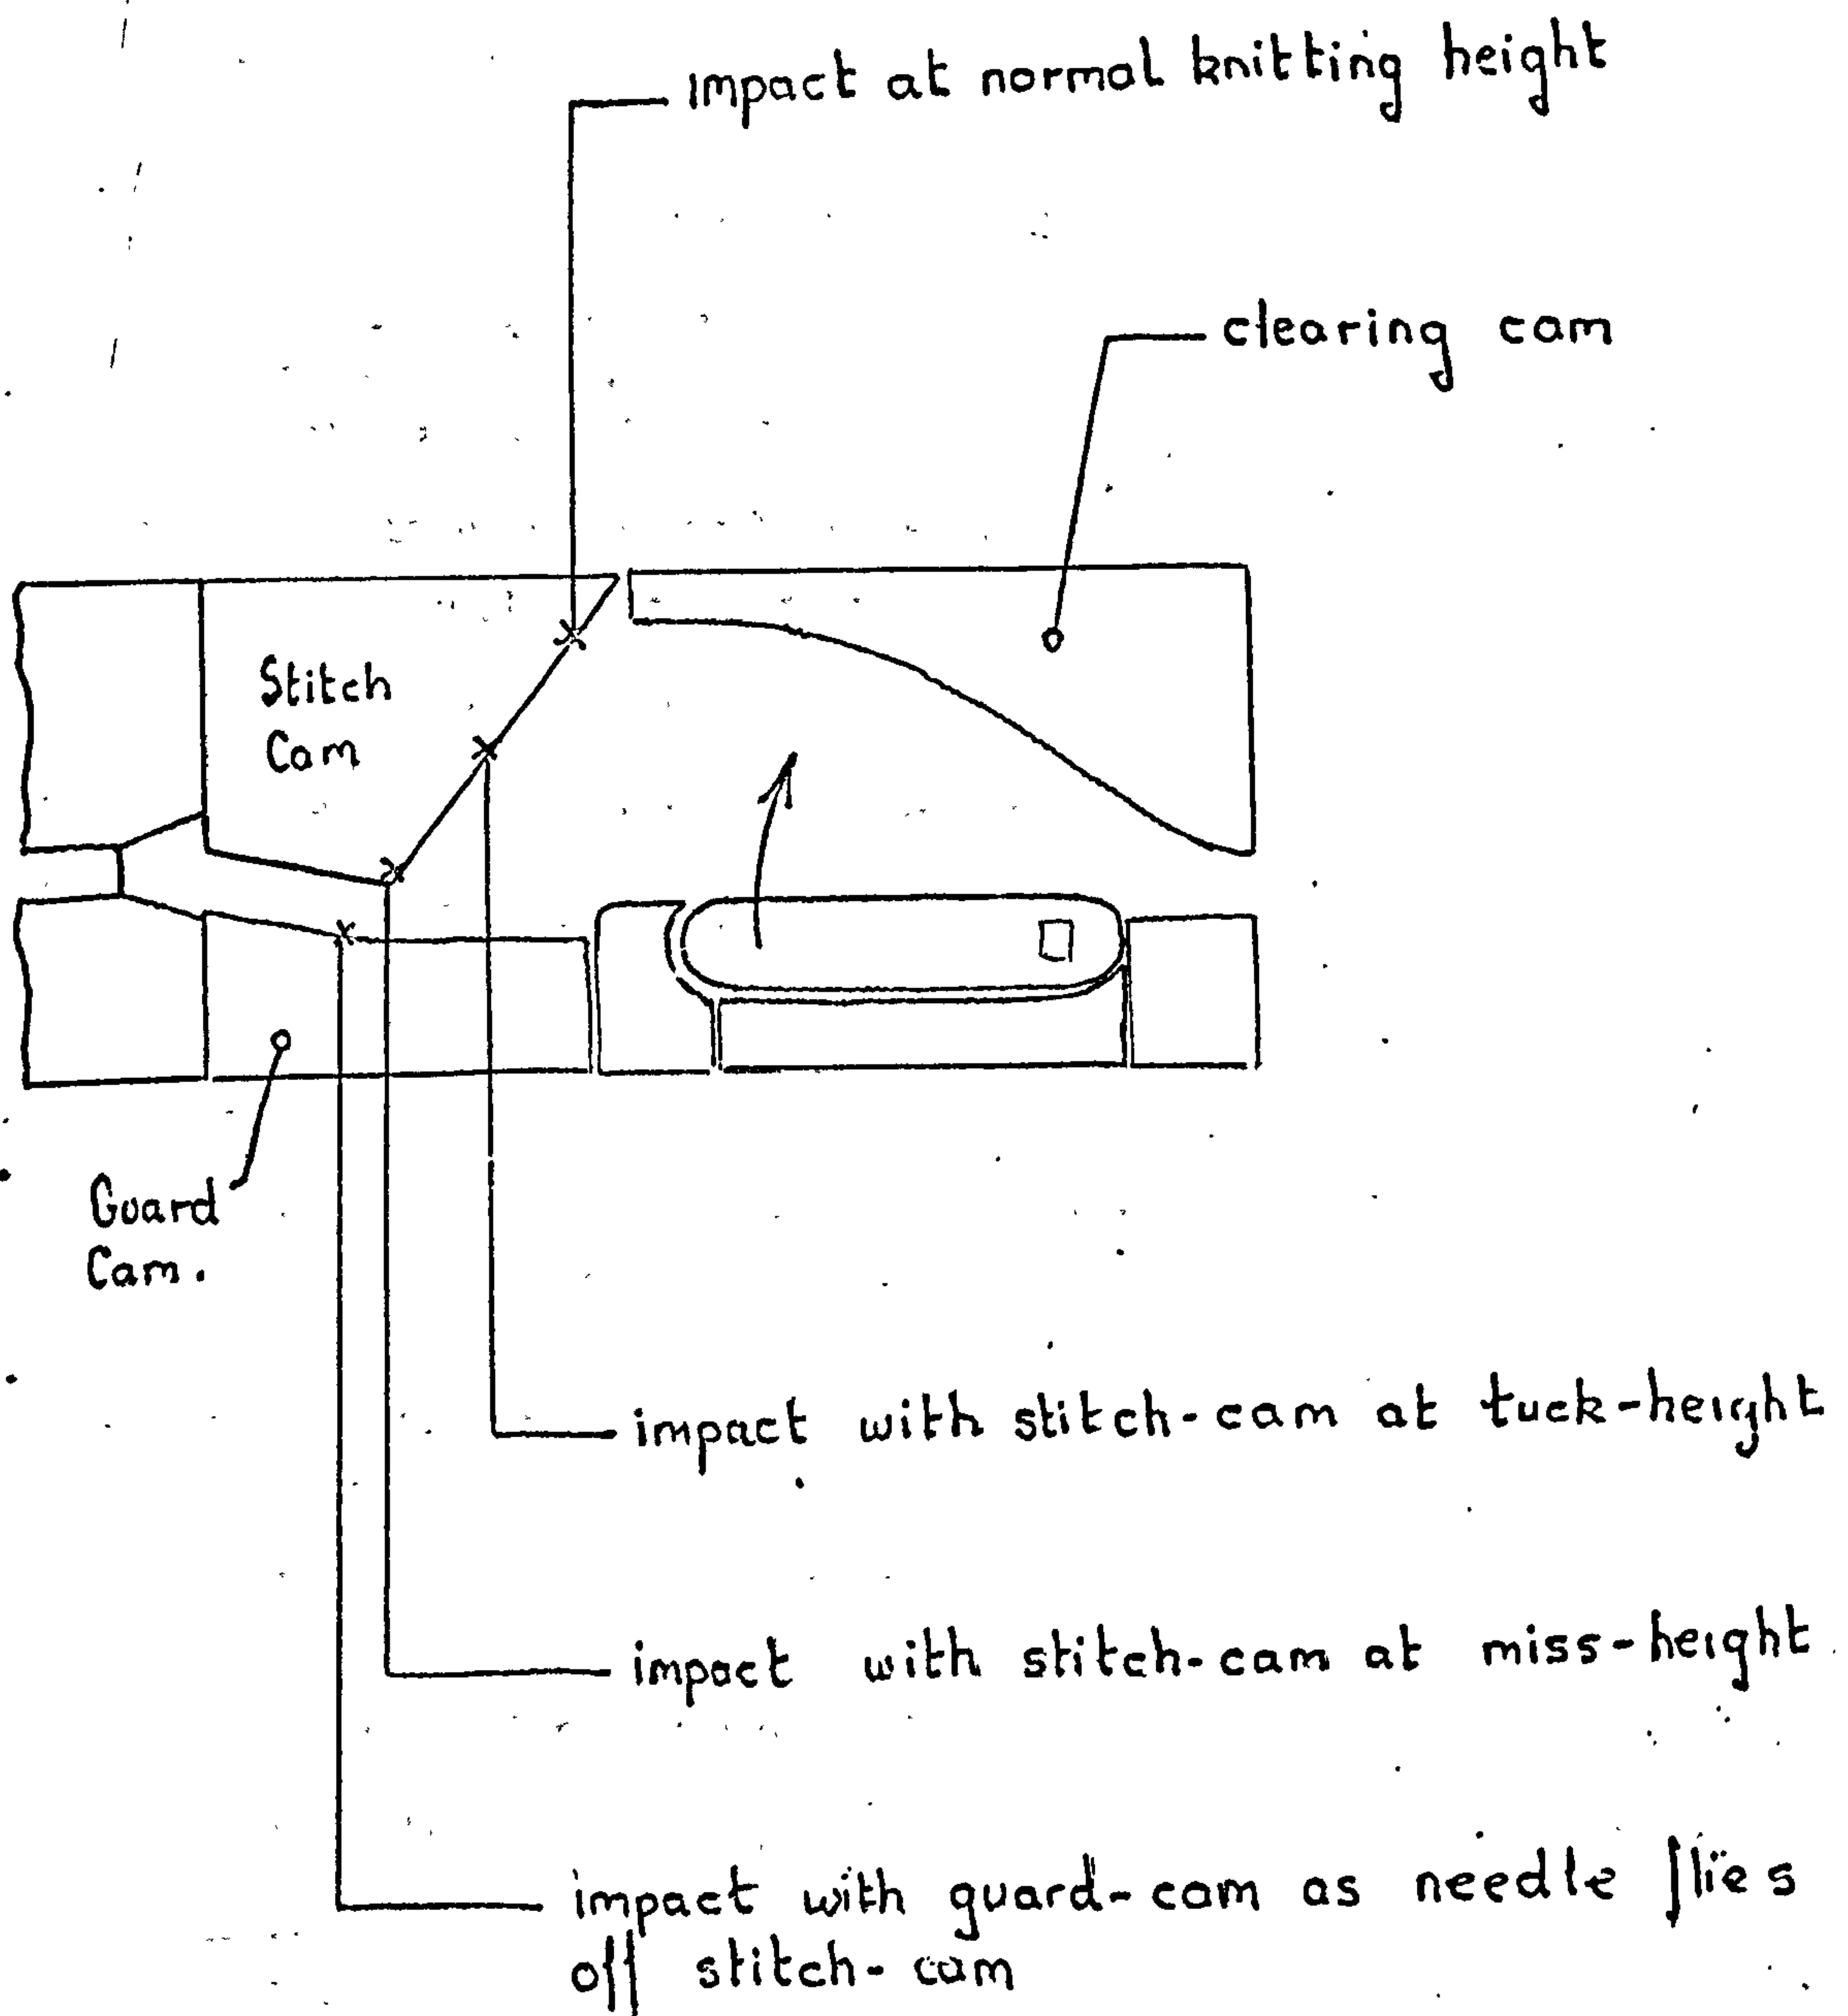 Impact at normal knitting height
clearing cam
Stitch
Cam
Guard
Cam.
impact with stitch-cam at tuck-height
impact with stitch-cam at miss-height
impact with guard-cam as needle flies
off stitch-cam